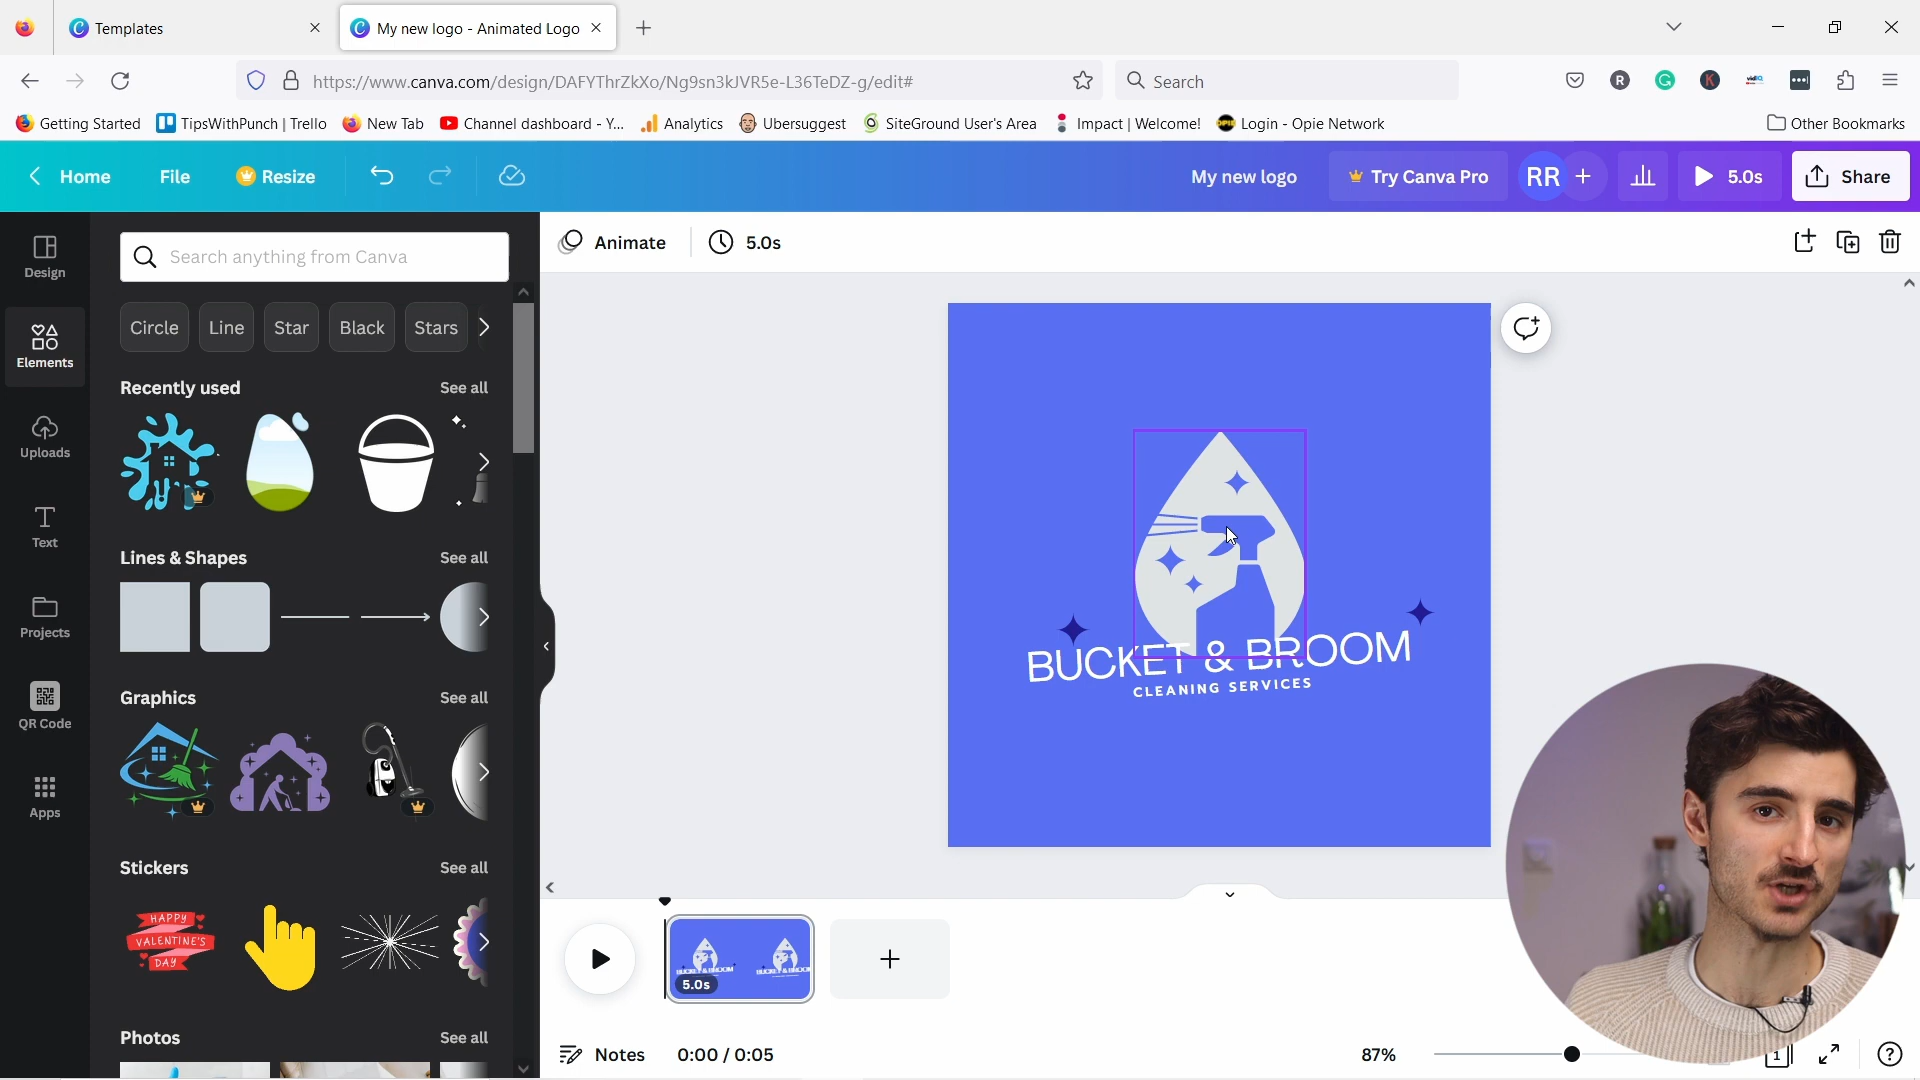 Templates
My new logo - Animated Logo
https://www.canva.com/design/DAFYThrZkXo/Ng9sn3kJVR5e-L36TeDZ-g/edit#
Search
Getting Started
TipsWithPunch | Trello
New Tab
Channel dashboard - Y...
Analytics
Ubersuggest
SiteGround User's Area
Impact | Welcome!
Login - Opie Network
Other Bookmarks
Home
File
Resize
My new logo
Try Canva Pro
RR
5.0s
Share
Design
Elements
Uploads
Text
Projects
QR Code
Apps
Search anything from Canva
Circle
Line
Star
Black
Stars
Recently used
See all
Lines & Shapes
See all
Graphics
See all
Stickers
See all
HAPPY
VALENTINE'S
DAY
Photos
See all
Animate
5.0s
BUCKET & BROOM
CLEANING SERVICES
5.0s
Notes
0:00 / 0:05
87%
1